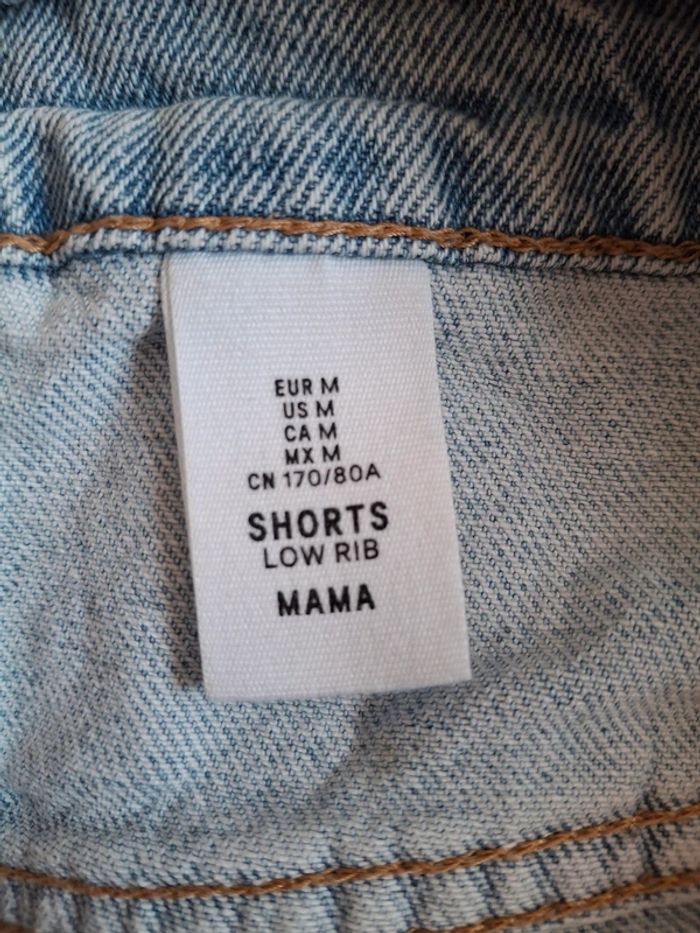 EUR M
US M
CA M
MX M
CN 170/80A
SHORTS
LOW RIB
MAMA